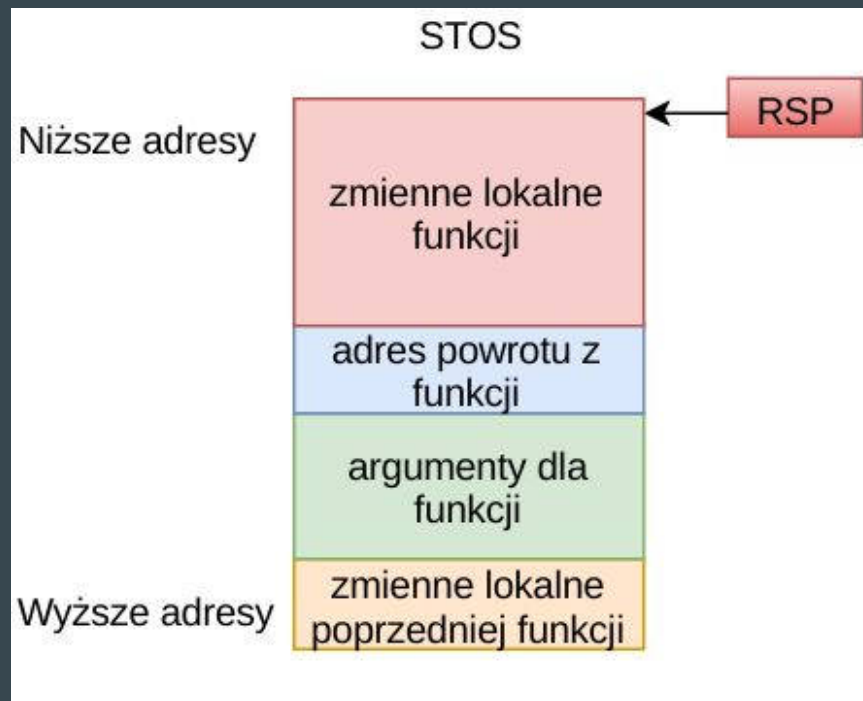 STOS
RSP
Niższe adresy
zmienne lokalne
funkcji
adres powrotu z
funkcji
argumenty dla
funkcji
Wyższe adresy
zmienne lokalne
poprzedniej funkcji